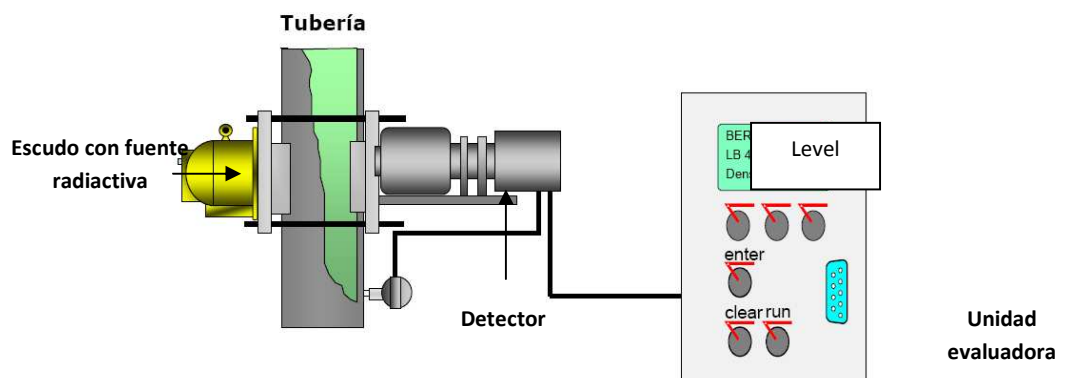 Tubería
Escudo con fuente
radiactiva
BER
LB 4
Dens
Level
enter
clear run
Detector
Unidad
evaluadora